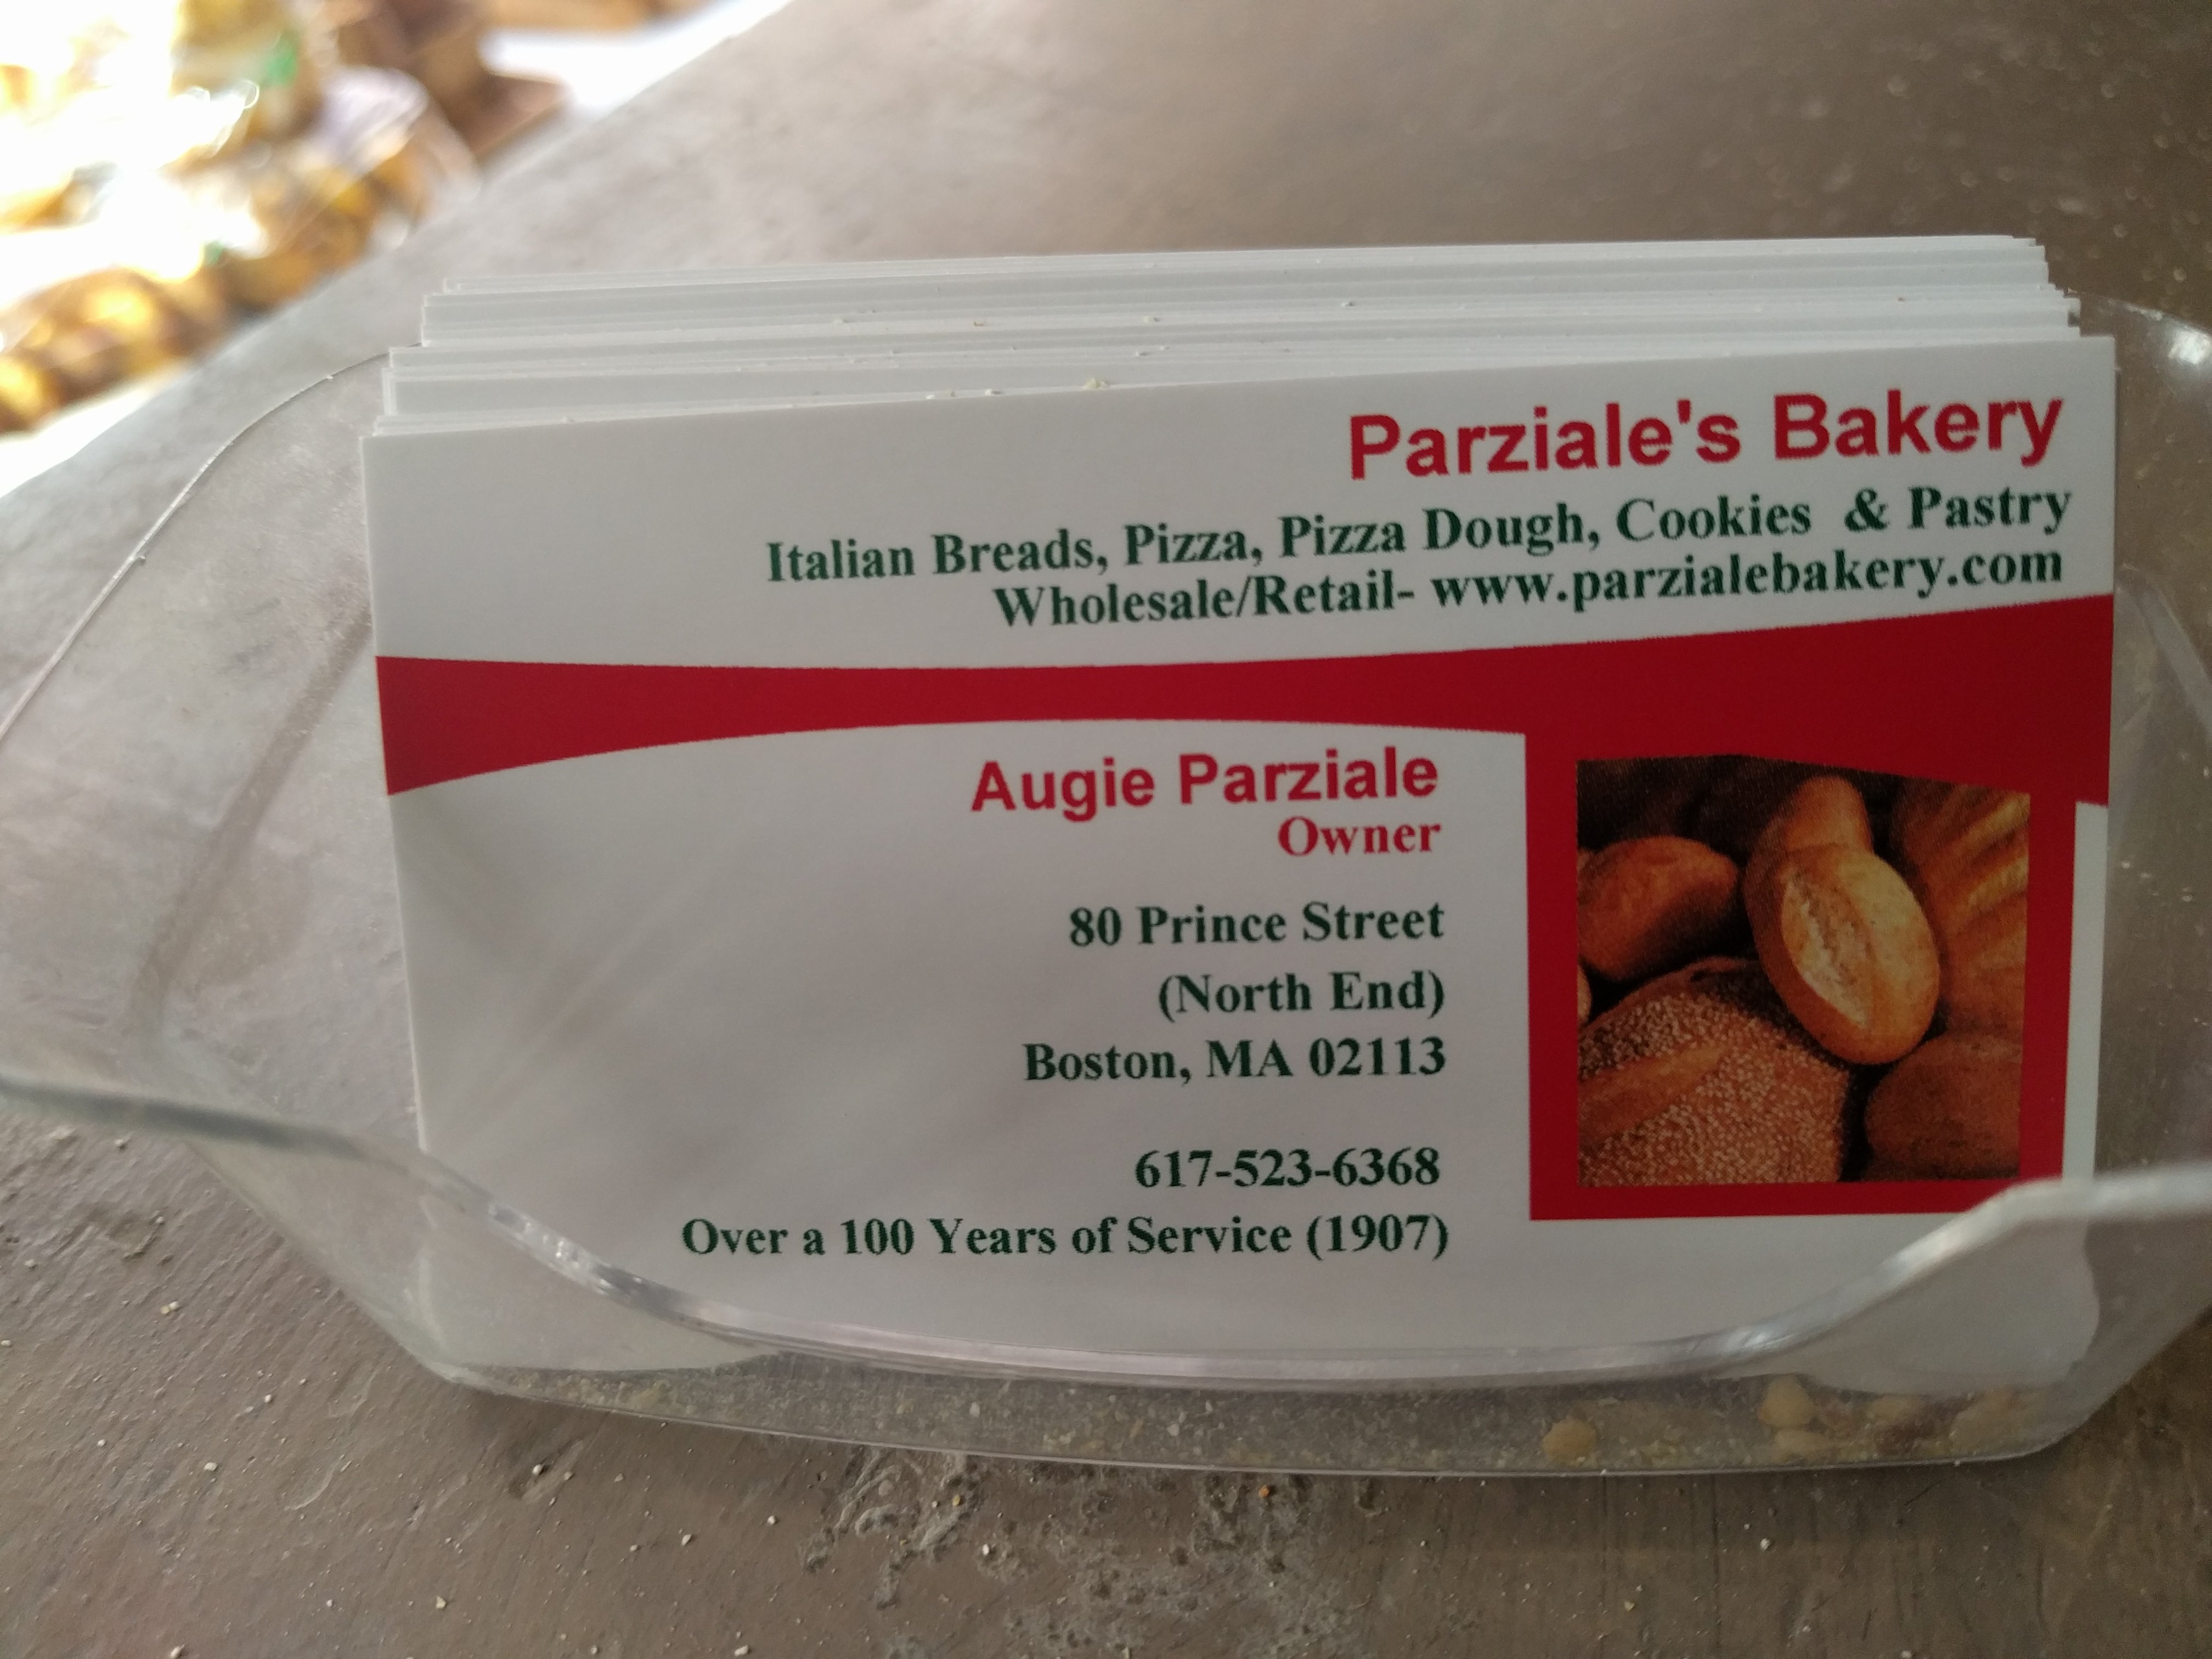 Parziale's Bakery
Italian Breads, Pizza, Pizza Dough, Cookies & Pastry
Wholesale/Retail- www.parzialebakery.com
Augie Parziale
Owner
80 Prince Street
(North End)
Boston, MA 02113
617-523-6368
Over a 100 Years of Service (1907)